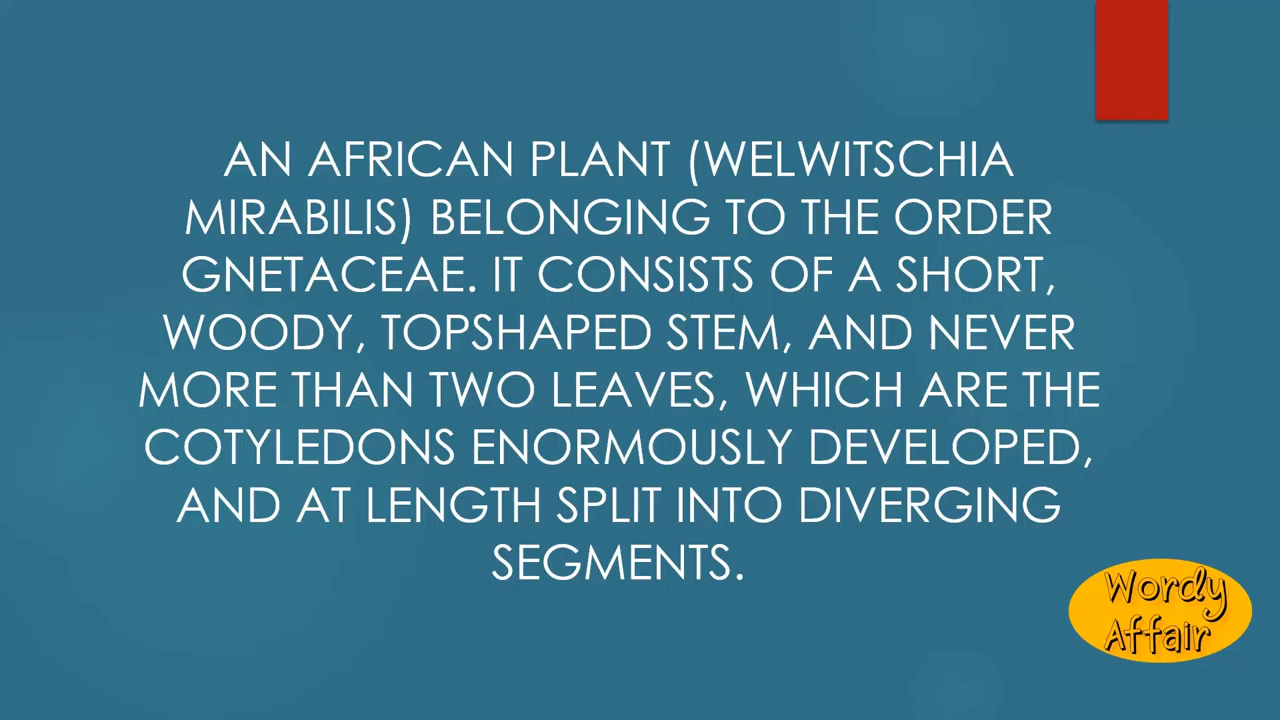 AN AFRICAN PLANT (WELWITSCHIA
MIRABILIS) BELONGING TO THE ORDER
GNETACEAE. IT CONSISTS OF A SHORT,
WOODY, TOPSHAPED STEM, AND NEVER
MORE THAN TWO LEAVES, WHICH ARE THE
COTYLEDONS ENORMOUSLY DEVELOPED,
AND AT LENGTH SPLIT INTO DIVERGING
SEGMENTS.
Wordy
Affair